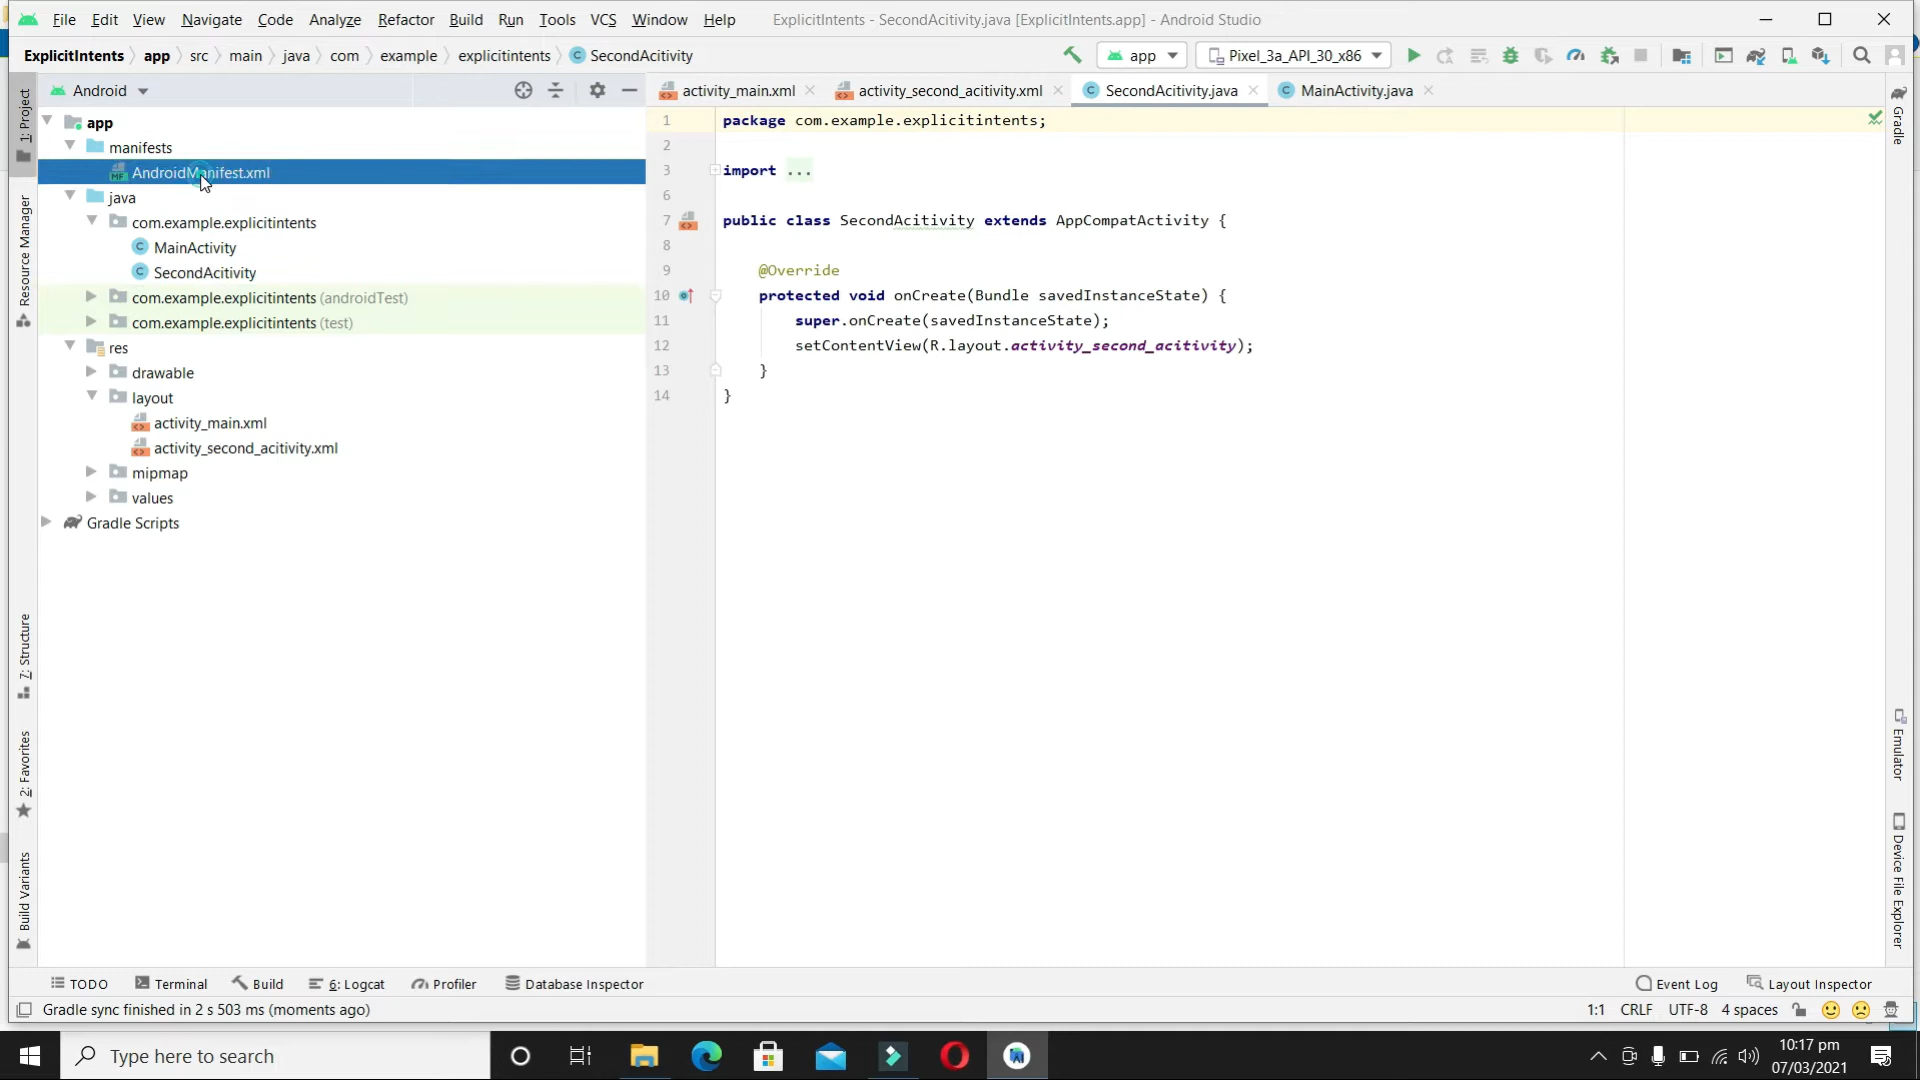 File Edit View Navigate Code Analyze Refactor Build Run Tools VCS Window Help ExplicitIntents - SecondAcitivity.java [ExplicitIntents.app] - Android Studio
ExplicitIntents app src main java com example explicitintents SecondAcitivity app Pixel_3a_API_30_x86
Android
activity_main.xml activity_second_acitivity.xml SecondAcitivity.java MainActivity.java
1: Project
Resource Manager
7: Structure
2: Favorites
Build Variants
app
manifests
AndroidManifest.xml
java
com.example.explicitintents
MainActivity
SecondAcitivity
com.example.explicitintents (androidTest)
com.example.explicitintents (test)
res
drawable
layout
activity_main.xml
activity_second_acitivity.xml
mipmap
values
Gradle Scripts
1 package com.example.explicitintents;
2
3 import ...
6
7 public class SecondAcitivity extends AppCompatActivity {
8
9 @Override
10 protected void onCreate(Bundle savedInstanceState) {
11 super.onCreate(savedInstanceState);
12 setContentView(R.layout.activity_second_acitivity);
13 }
14 }
Gradle
Emulator
Device File Explorer
TODO Terminal Build 6: Logcat Profiler Database Inspector Event Log Layout Inspector
Gradle sync finished in 2 s 503 ms (moments ago) 1:1 CRLF UTF-8 4 spaces
Type here to search
10:17 pm
07/03/2021